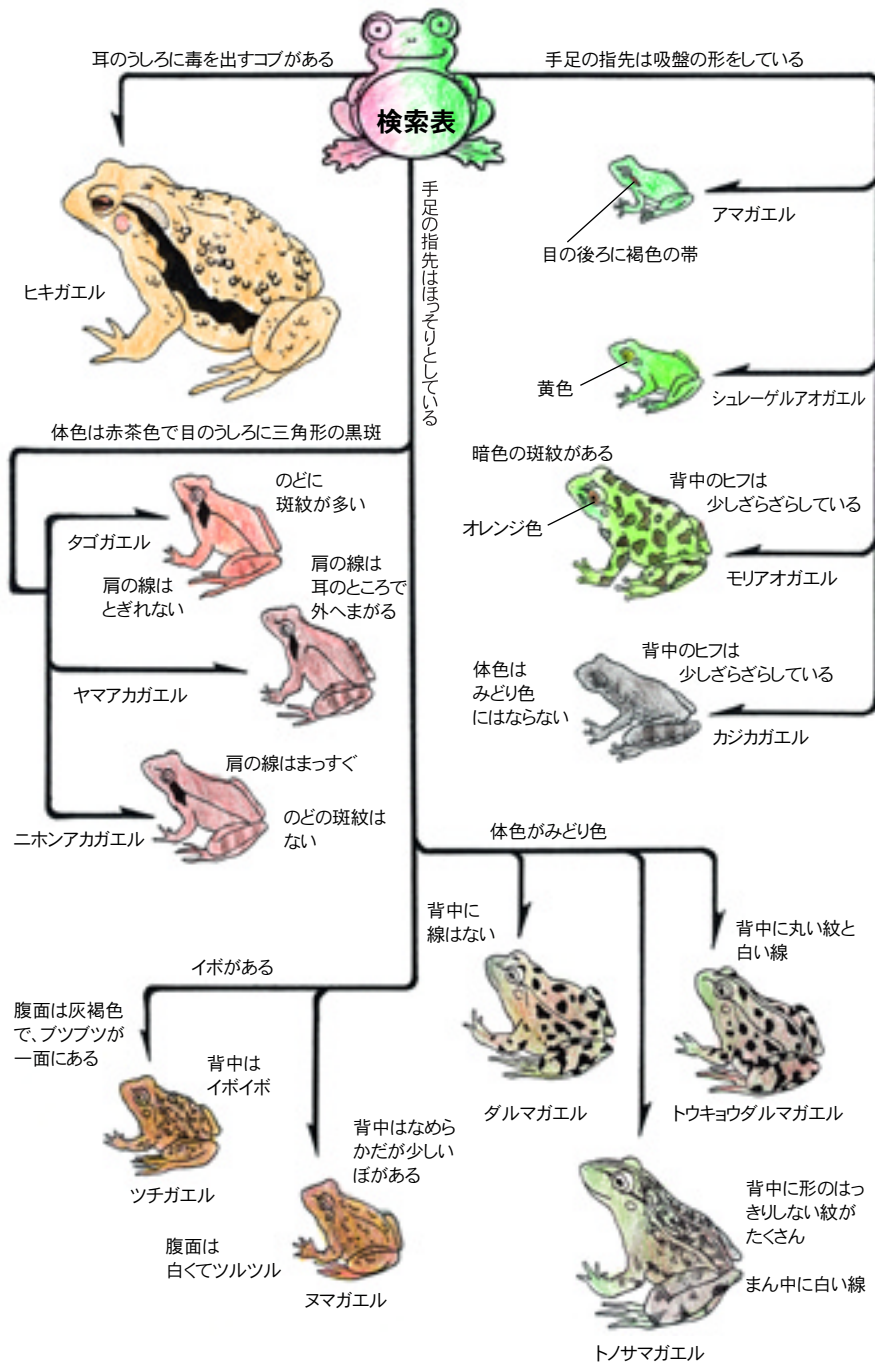 耳のうしろに毒を出すコブがある
手足の指先は吸盤の形をしている
検索表
手足の指先はほっそりとしている
ヒキガエル
アマガエル
目の後ろに褐色の帯
黄色
シュレーゲルアオガエル
暗色の斑紋がある
背中のヒフは
少しざらざらしている
オレンジ色
モリアオガエル
背中のヒフは
少しざらざらしている
体色は
みどり色
にはならない
カジカガエル
体色は赤茶色で目のうしろに三角形の黒斑
のどに
斑紋が多い
タゴガエル
肩の線は
とぎれない
肩の線は
耳のところで
外へまがる
ヤマアカガエル
肩の線はまっすぐ
のどの斑紋は
ない
ニホンアカガエル
体色がみどり色
背中に
線はない
ダルマガエル
背中に丸い紋と
白い線
トウキョウダルマガエル
背中に形のはっ
きりしない紋が
たくさん
まん中に白い線
トノサマガエル
イボがある
腹面は灰褐色
で、ブツブツが
一面にある
背中は
イボイボ
ツチガエル
背中はなめら
かだが少しい
ぼがある
腹面は
白くてツルツル
ヌマガエル